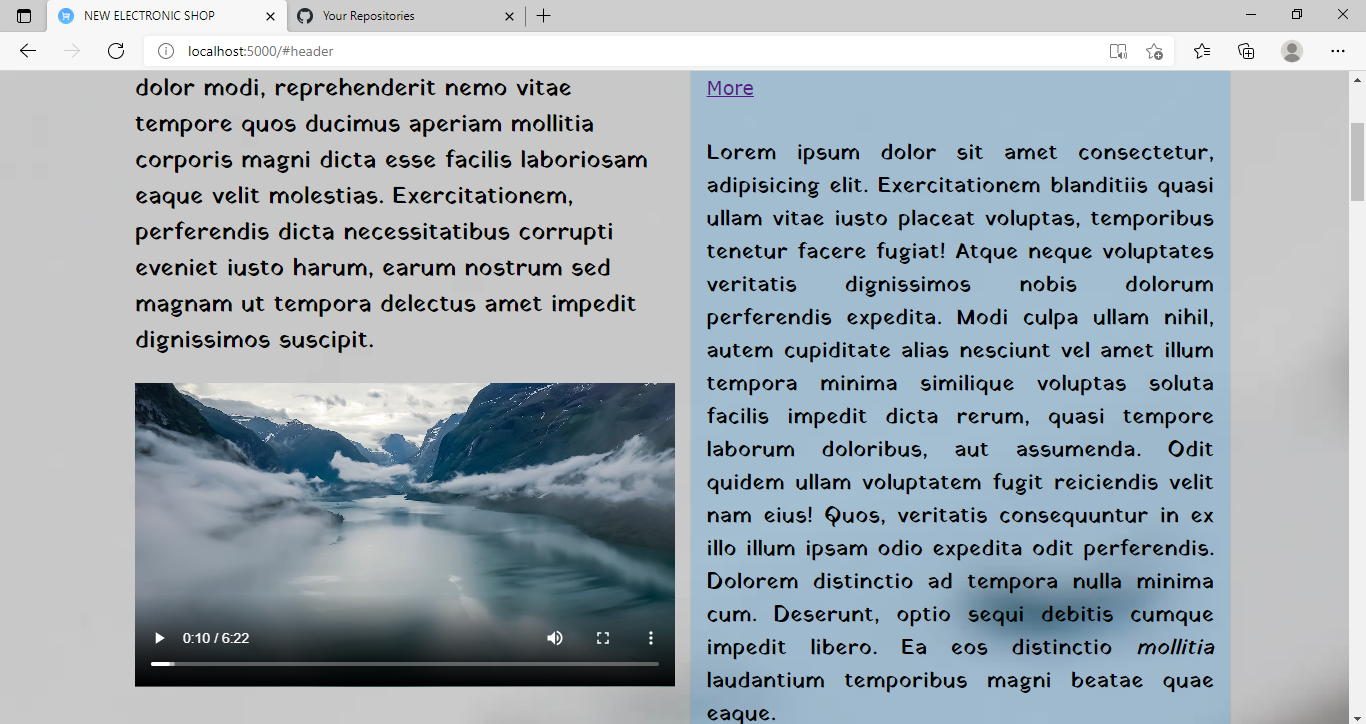 NEW ELECTRONIC SHOP
Your Repositories
localhost:5000/#header
dolor modi, reprehenderit nemo vitae
tempore quos ducimus aperiam mollitia
corporis magni dicta esse facilis laboriosam
eaque velit molestias. Exercitationem,
perferendis dicta necessitatibus corrupti
eveniet iusto harum, earum nostrum sed
magnam ut tempora delectus amet impedit
dignissimos suscipit.
0:10 / 6:22
More
Lorem ipsum dolor sit amet consectetur,
adipisicing elit. Exercitationem blanditiis quasi
ullam vitae iusto placeat voluptas, temporibus
tenetur facere fugiat! Atque neque voluptates
veritatis dignissimos nobis dolorum
perferendis expedita. Modi culpa ullam nihil,
autem cupiditate alias nesciunt vel amet illum
tempora minima similique voluptas soluta
facilis impedit dicta rerum, quasi tempore
laborum doloribus, aut assumenda. Odit
quidem ullam voluptatem fugit reiciendis velit
nam eius! Quos, veritatis consequuntur in ex
illo illum ipsam odio expedita odit perferendis.
Dolorem distinctio ad tempora nulla minima
cum. Deserunt, optio sequi debitis cumque
impedit libero. Ea eos distinctio mollitia
laudantium temporibus magni beatae quae
eaque.